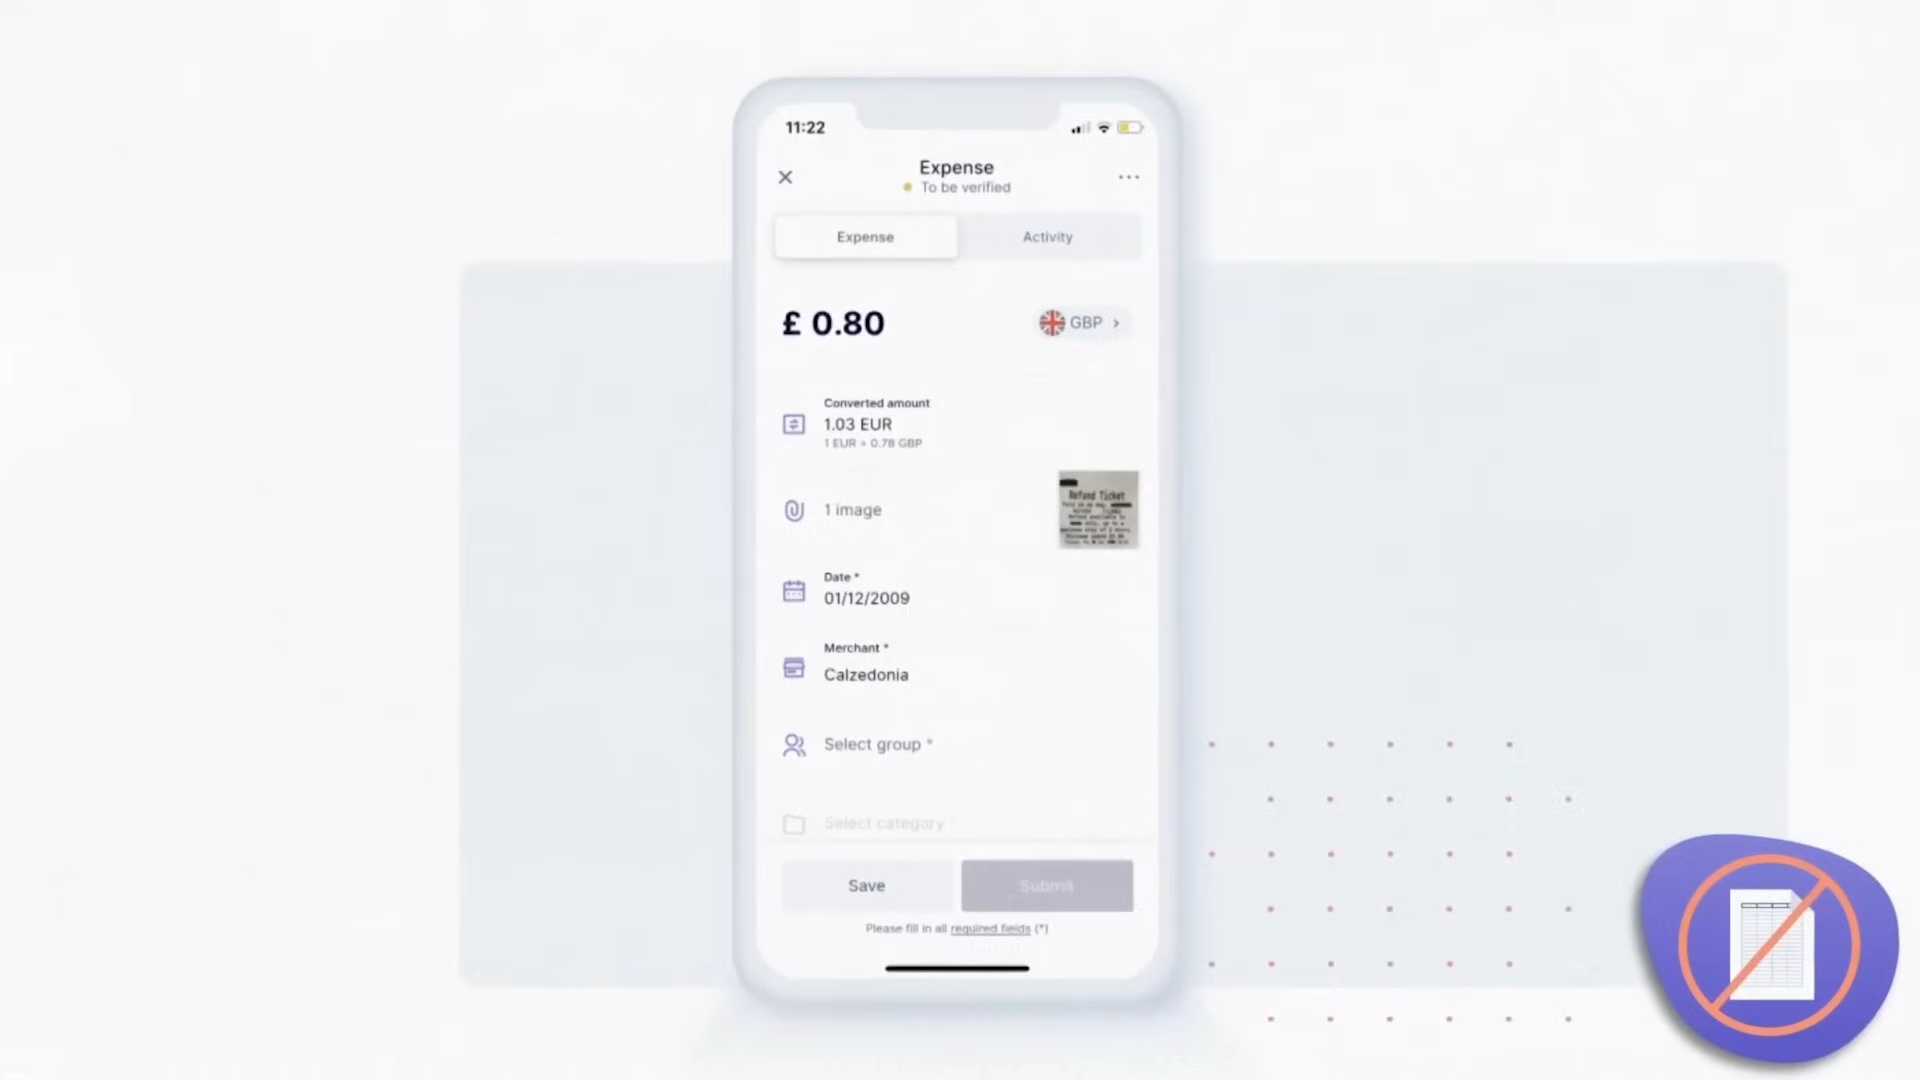 11:22
Expense
To be verified
Expense
Activity
£ 0.80
GBP
Converted amount
1.03 EUR
1 EUR = 0.78 GBP
1 image
Refund Ticket
Date *
01/12/2009
Merchant *
Calzedonia
Select group *
Select category *
Save
Submit
Please fill in all required fields (*)